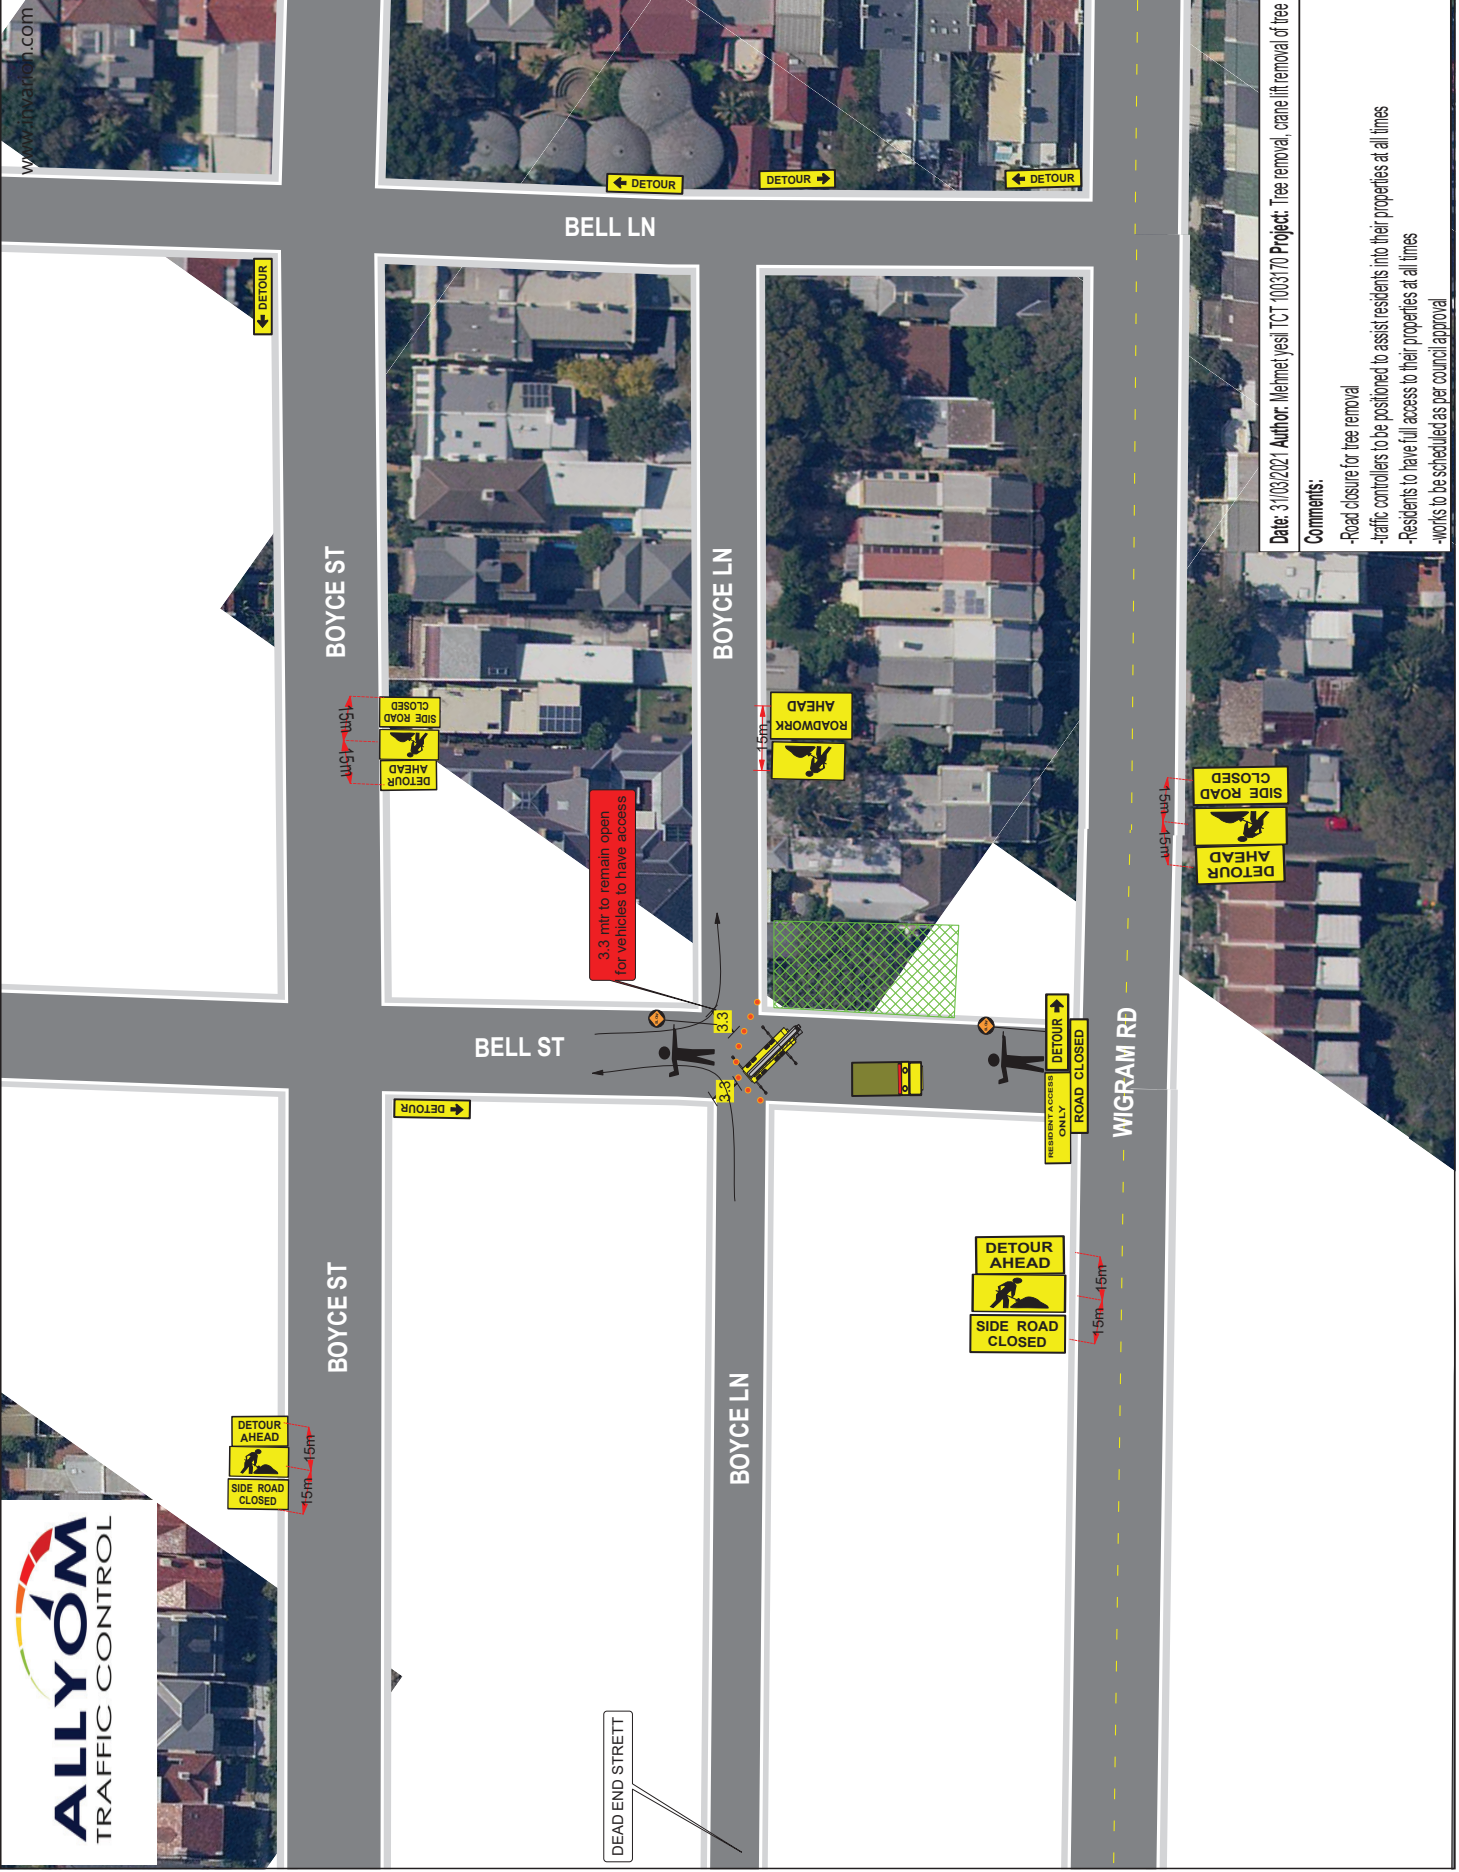 www.invarion.com
DETOUR
DETOUR
DETOUR
DETOUR
BELL LN
BOYCE ST
BOYCE LN
SIDE ROAD
CLOSED
DETOUR
AHEAD
15m
15m
ROADWORK
AHEAD
15m
SIDE ROAD
CLOSED
DETOUR
AHEAD
15m
15m
3.3 mtr to remain open
for vehicles to have access
3.3
3.3
BELL ST
DETOUR
DETOUR
RESIDENT ACCESS
ONLY
ROAD CLOSED
WIGRAM RD
DETOUR
AHEAD
SIDE ROAD
CLOSED
15m
15m
BOYCE ST
BOYCE LN
DETOUR
AHEAD
SIDE ROAD
CLOSED
15m
15m
DEAD END STRETT
ALLYOM
TRAFFIC CONTROL
Date: 31/03/2021 Author: Mehmet yesil TCT 1003170 Project: Tree removal, crane lift removal of tree
Comments:
-Road closure for tree removal
-traffic controllers to be positioned to assist residents into their properties at all times
-Residents to have full access to their properties at all times
-works to be scheduled as per council approval